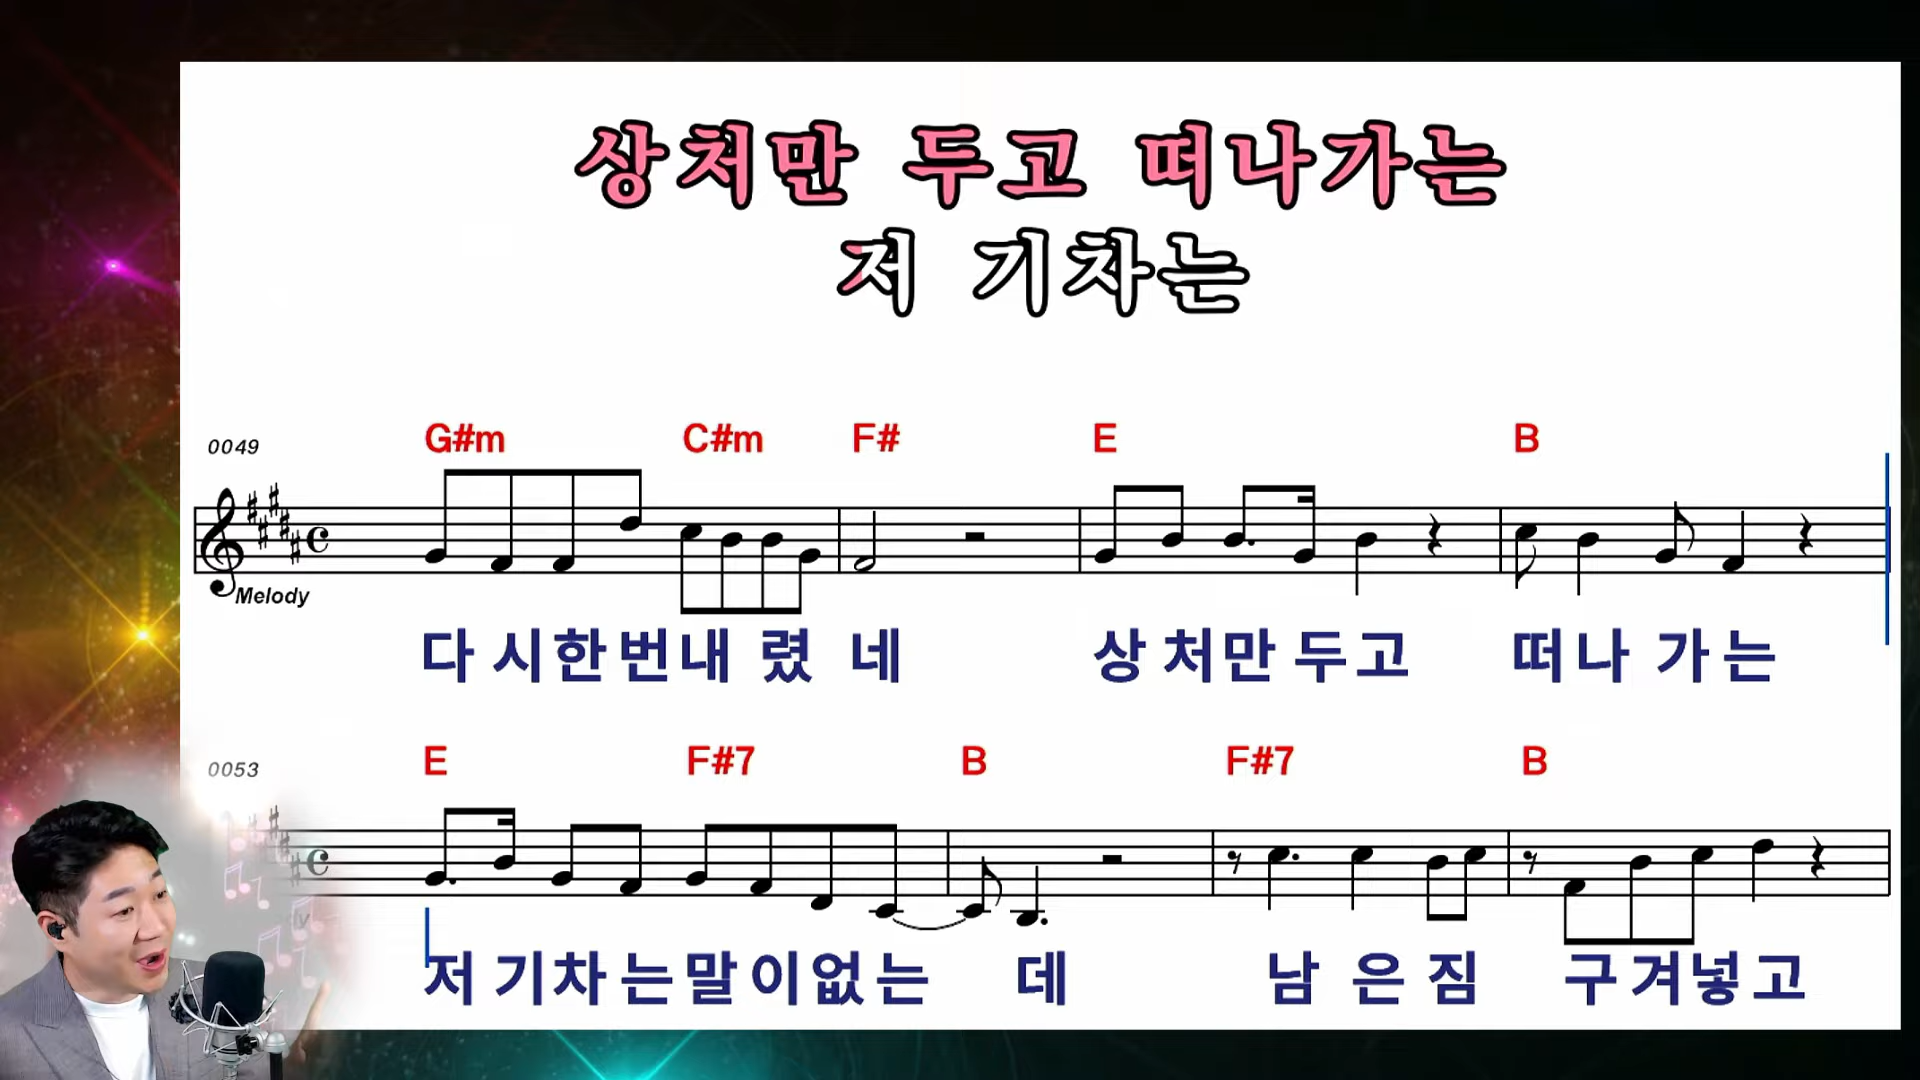 상처만 두고 떠나가는
저 기차는
0049
G#m C#m F# E B
Melody
다 시한번내 렸 네 상 처만 두고 떠나 가는
0053
E F#7 B F#7 B
저 기차 는말 이없는 데 남 은 짐 구겨넣고